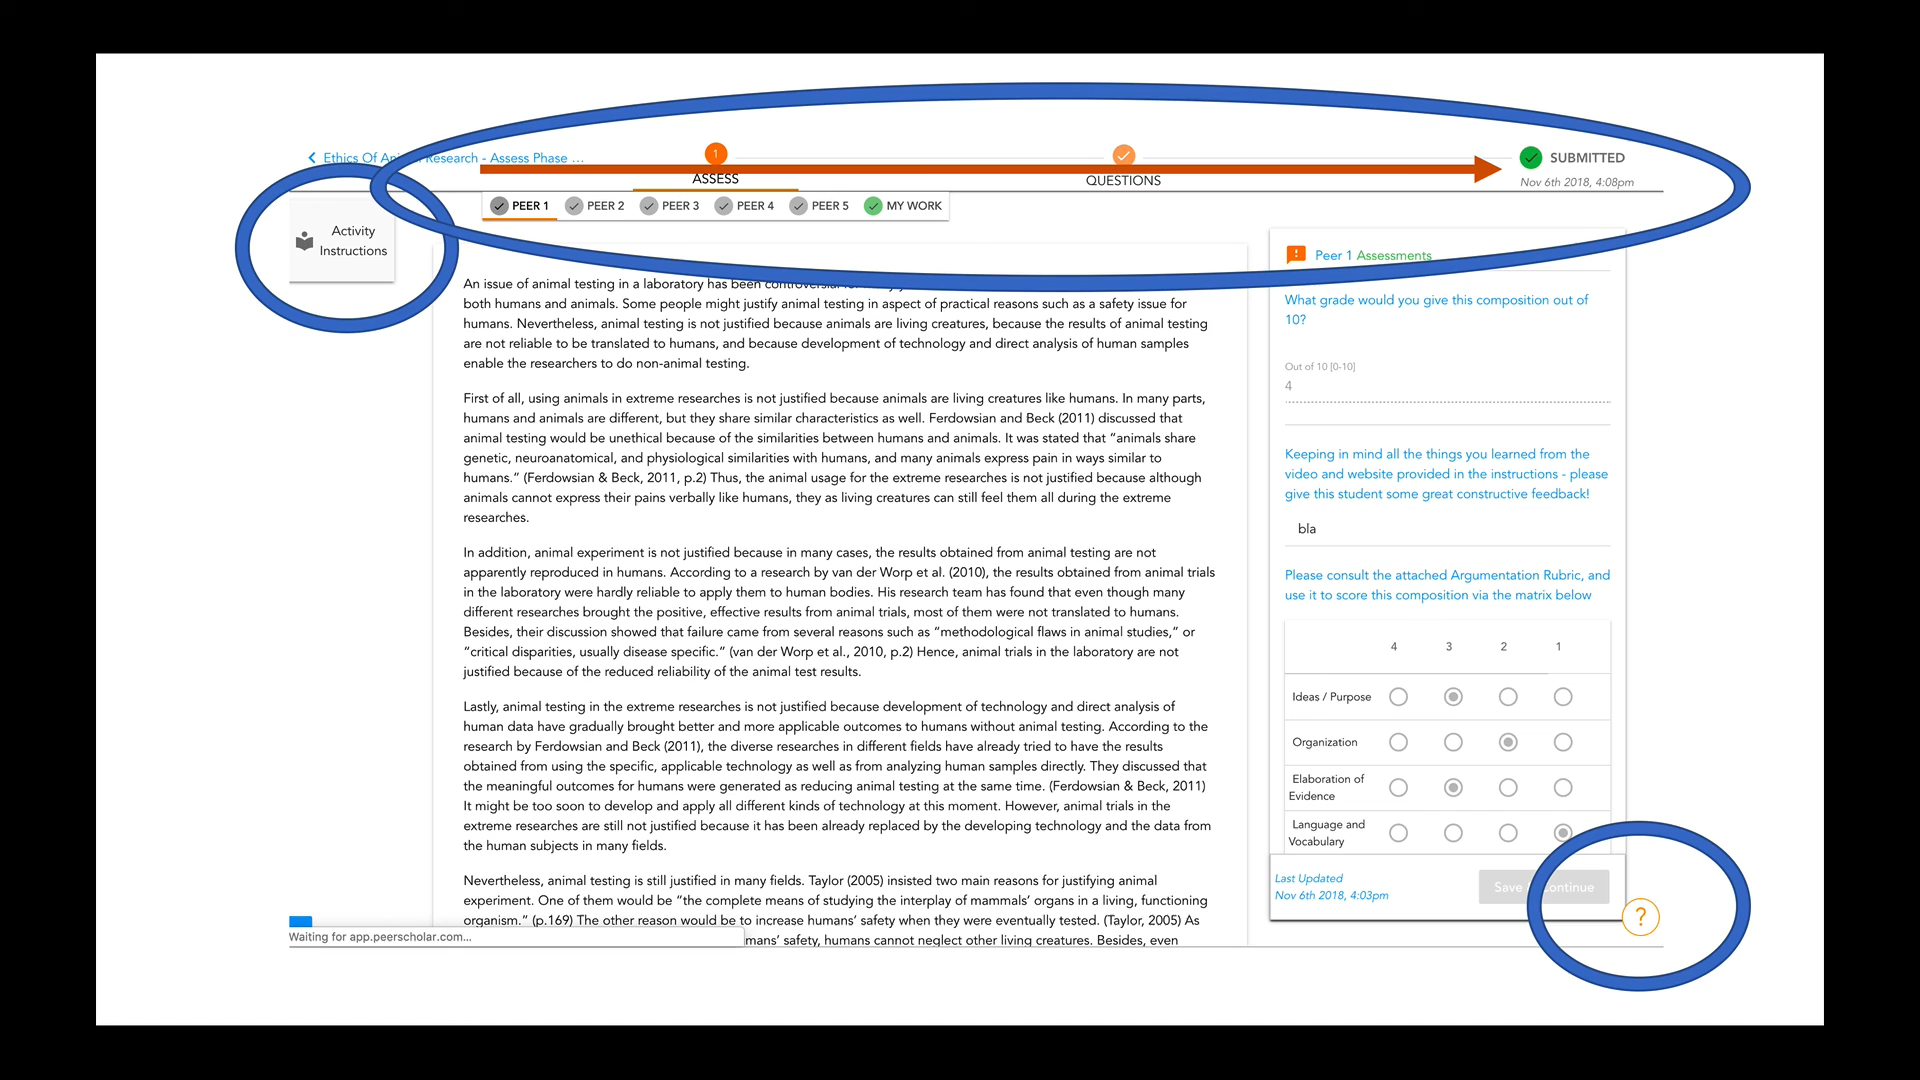 Ethics Of Animal Research - Assess Phase ...
1
ASSESS
QUESTIONS
SUBMITTED
Nov 6th 2018, 4:08pm
PEER 1 PEER 2 PEER 3 PEER 4 PEER 5 MY WORK
Activity
Instructions
An issue of animal testing in a laboratory has been controversial
both humans and animals. Some people might justify animal testing in aspect of practical reasons such as a safety issue for
humans. Nevertheless, animal testing is not justified because animals are living creatures, because the results of animal testing
are not reliable to be translated to humans, and because development of technology and direct analysis of human samples
enable the researchers to do non-animal testing.
First of all, using animals in extreme researches is not justified because animals are living creatures like humans. In many parts,
humans and animals are different, but they share similar characteristics as well. Ferdowsian and Beck (2011) discussed that
animal testing would be unethical because of the similarities between humans and animals. It was stated that “animals share
genetic, neuroanatomical, and physiological similarities with humans, and many animals express pain in ways similar to
humans.” (Ferdowsian & Beck, 2011, p.2) Thus, the animal usage for the extreme researches is not justified because although
animals cannot express their pains verbally like humans, they as living creatures can still feel them all during the extreme
researches.
In addition, animal experiment is not justified because in many cases, the results obtained from animal testing are not
apparently reproduced in humans. According to a research by van der Worp et al. (2010), the results obtained from animal trials
in the laboratory were hardly reliable to apply them to human bodies. His research team has found that even though many
different researches brought the positive, effective results from animal trials, most of them were not translated to humans.
Besides, their discussion showed that failure came from several reasons such as “methodological flaws in animal studies,” or
“critical disparities, usually disease specific.” (van der Worp et al., 2010, p.2) Hence, animal trials in the laboratory are not
justified because of the reduced reliability of the animal test results.
Lastly, animal testing in the extreme researches is not justified because development of technology and direct analysis of
human data have gradually brought better and more applicable outcomes to humans without animal testing. According to the
research by Ferdowsian and Beck (2011), the diverse researches in different fields have already tried to have the results
obtained from using the specific, applicable technology as well as from analyzing human samples directly. They discussed that
the meaningful outcomes for humans were generated as reducing animal testing at the same time. (Ferdowsian & Beck, 2011)
It might be too soon to develop and apply all different kinds of technology at this moment. However, animal trials in the
extreme researches are still not justified because it has been already replaced by the developing technology and the data from
the human subjects in many fields.
Nevertheless, animal testing is still justified in many fields. Taylor (2005) insisted two main reasons for justifying animal
experiment. One of them would be “the complete means of studying the interplay of mammals’ organs in a living, functioning
organism.” (p.169) The other reason would be to increase humans’ safety when they were eventually tested. (Taylor, 2005) As
mans’ safety, humans cannot neglect other living creatures. Besides, even
Waiting for app.peerscholar.com...
Peer 1 Assessments
What grade would you give this composition out of
10?
Out of 10 [0-10]
4
Keeping in mind all the things you learned from the
video and website provided in the instructions - please
give this student some great constructive feedback!
bla
Please consult the attached Argumentation Rubric, and
use it to score this composition via the matrix below
4 3 2 1
Ideas / Purpose
Organization
Elaboration of
Evidence
Language and
Vocabulary
Last Updated
Nov 6th 2018, 4:03pm
Save Continue
?